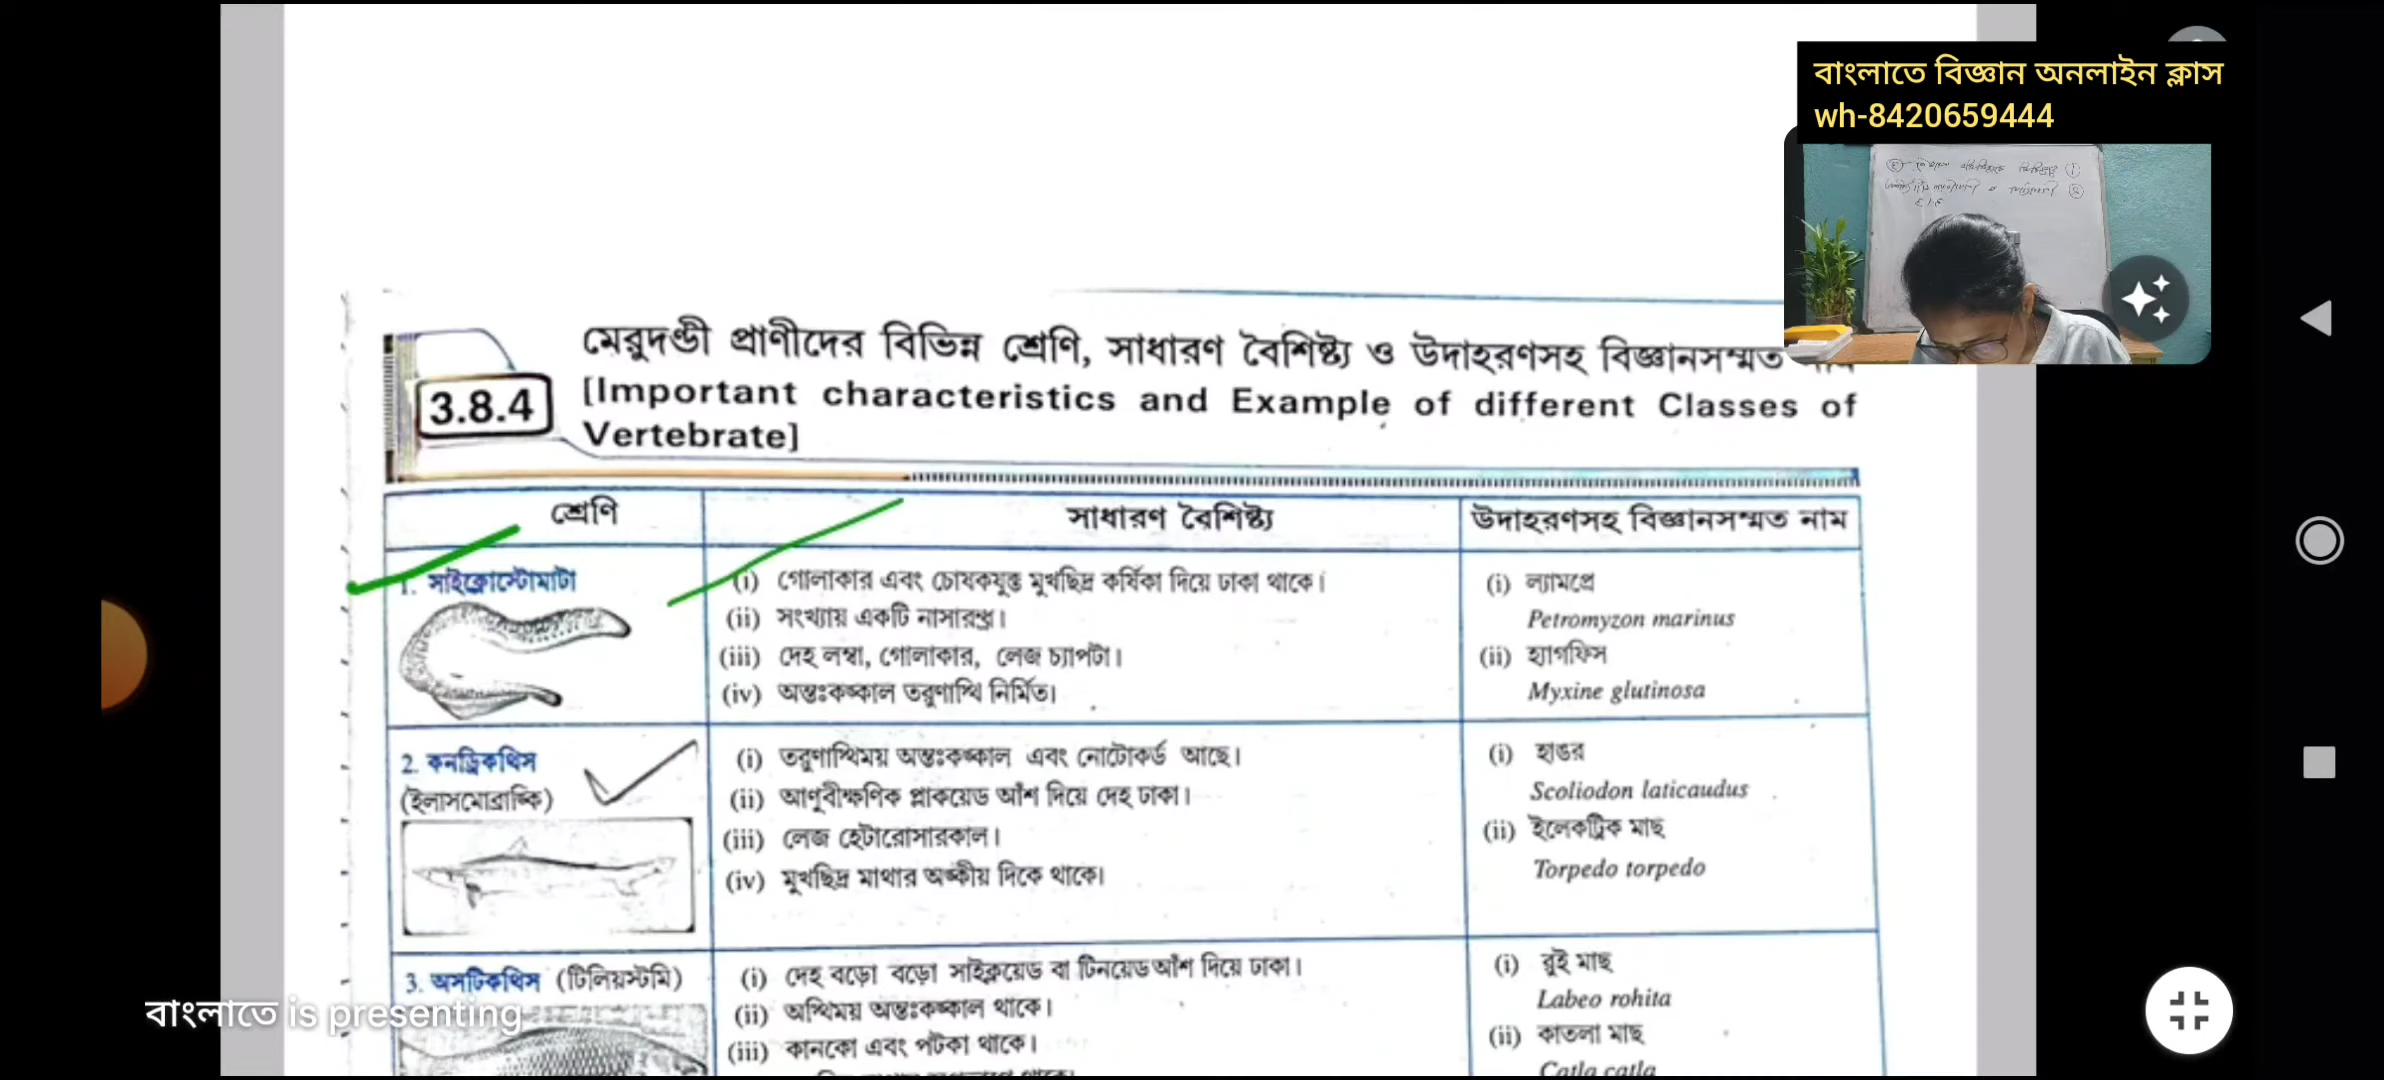 বাংলাতে বিজ্ঞান অনলাইন ক্লাস
wh-8420659444
মেরুদণ্ডী প্রাণীদের বিভিন্ন শ্রেণি, সাধারণ বৈশিষ্ট্য ও উদাহরণসহ বিজ্ঞানসম্মত
3.8.4
[Important characteristics and Example of different Classes of
Vertebrate]
শ্রেণি
সাধারণ বৈশিষ্ট্য
উদাহরণসহ বিজ্ঞানসম্মত নাম
1. সাইক্লোস্টোমাটা
(i) গোলাকার এবং চোষকযুক্ত মুখছিদ্র কর্ষিকা দিয়ে ঢাকা থাকে।
(ii) সংখ্যায় একটি নাসারন্ধ্র।
(iii) দেহ লম্বা, গোলাকার, লেজ চ্যাপটা।
(iv) অন্তঃকঙ্কাল তরুণাস্থি নির্মিত।
(i) ল্যামপ্রে
Petromyzon marinus
(ii) হ্যাগফিস
Myxine glutinosa
2. কনড্রিকথিস
(ইলাসমোব্রাঙ্কি)
(i) তরুণাস্থিময় অন্তঃকঙ্কাল এবং নোটোকর্ড আছে।
(ii) আণুবীক্ষণিক প্লাকয়েড আঁশ দিয়ে দেহ ঢাকা।
(iii) লেজ হেটারোসারকাল।
(iv) মুখছিদ্র মাথার অঙ্কীয় দিকে থাকে।
(i) হাঙর
Scoliodon laticaudus
(ii) ইলেকট্রিক মাছ
Torpedo torpedo
3. অসটিকথিস (টিলিয়স্টমি)
(i) দেহ বড়ো বড়ো সাইক্লয়েড বা টিনয়েড আঁশ দিয়ে ঢাকা।
(ii) অস্থিময় অন্তঃকঙ্কাল থাকে।
(iii) কানকো এবং পটকা থাকে।
(i) রুই মাছ
Labeo rohita
(ii) কাতলা মাছ
Catla catla
বাংলাতে is presenting